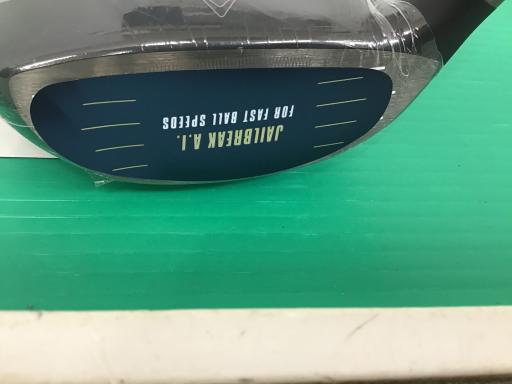 JAILBREAK A.I.
FOR FAST BALL SPEEDS